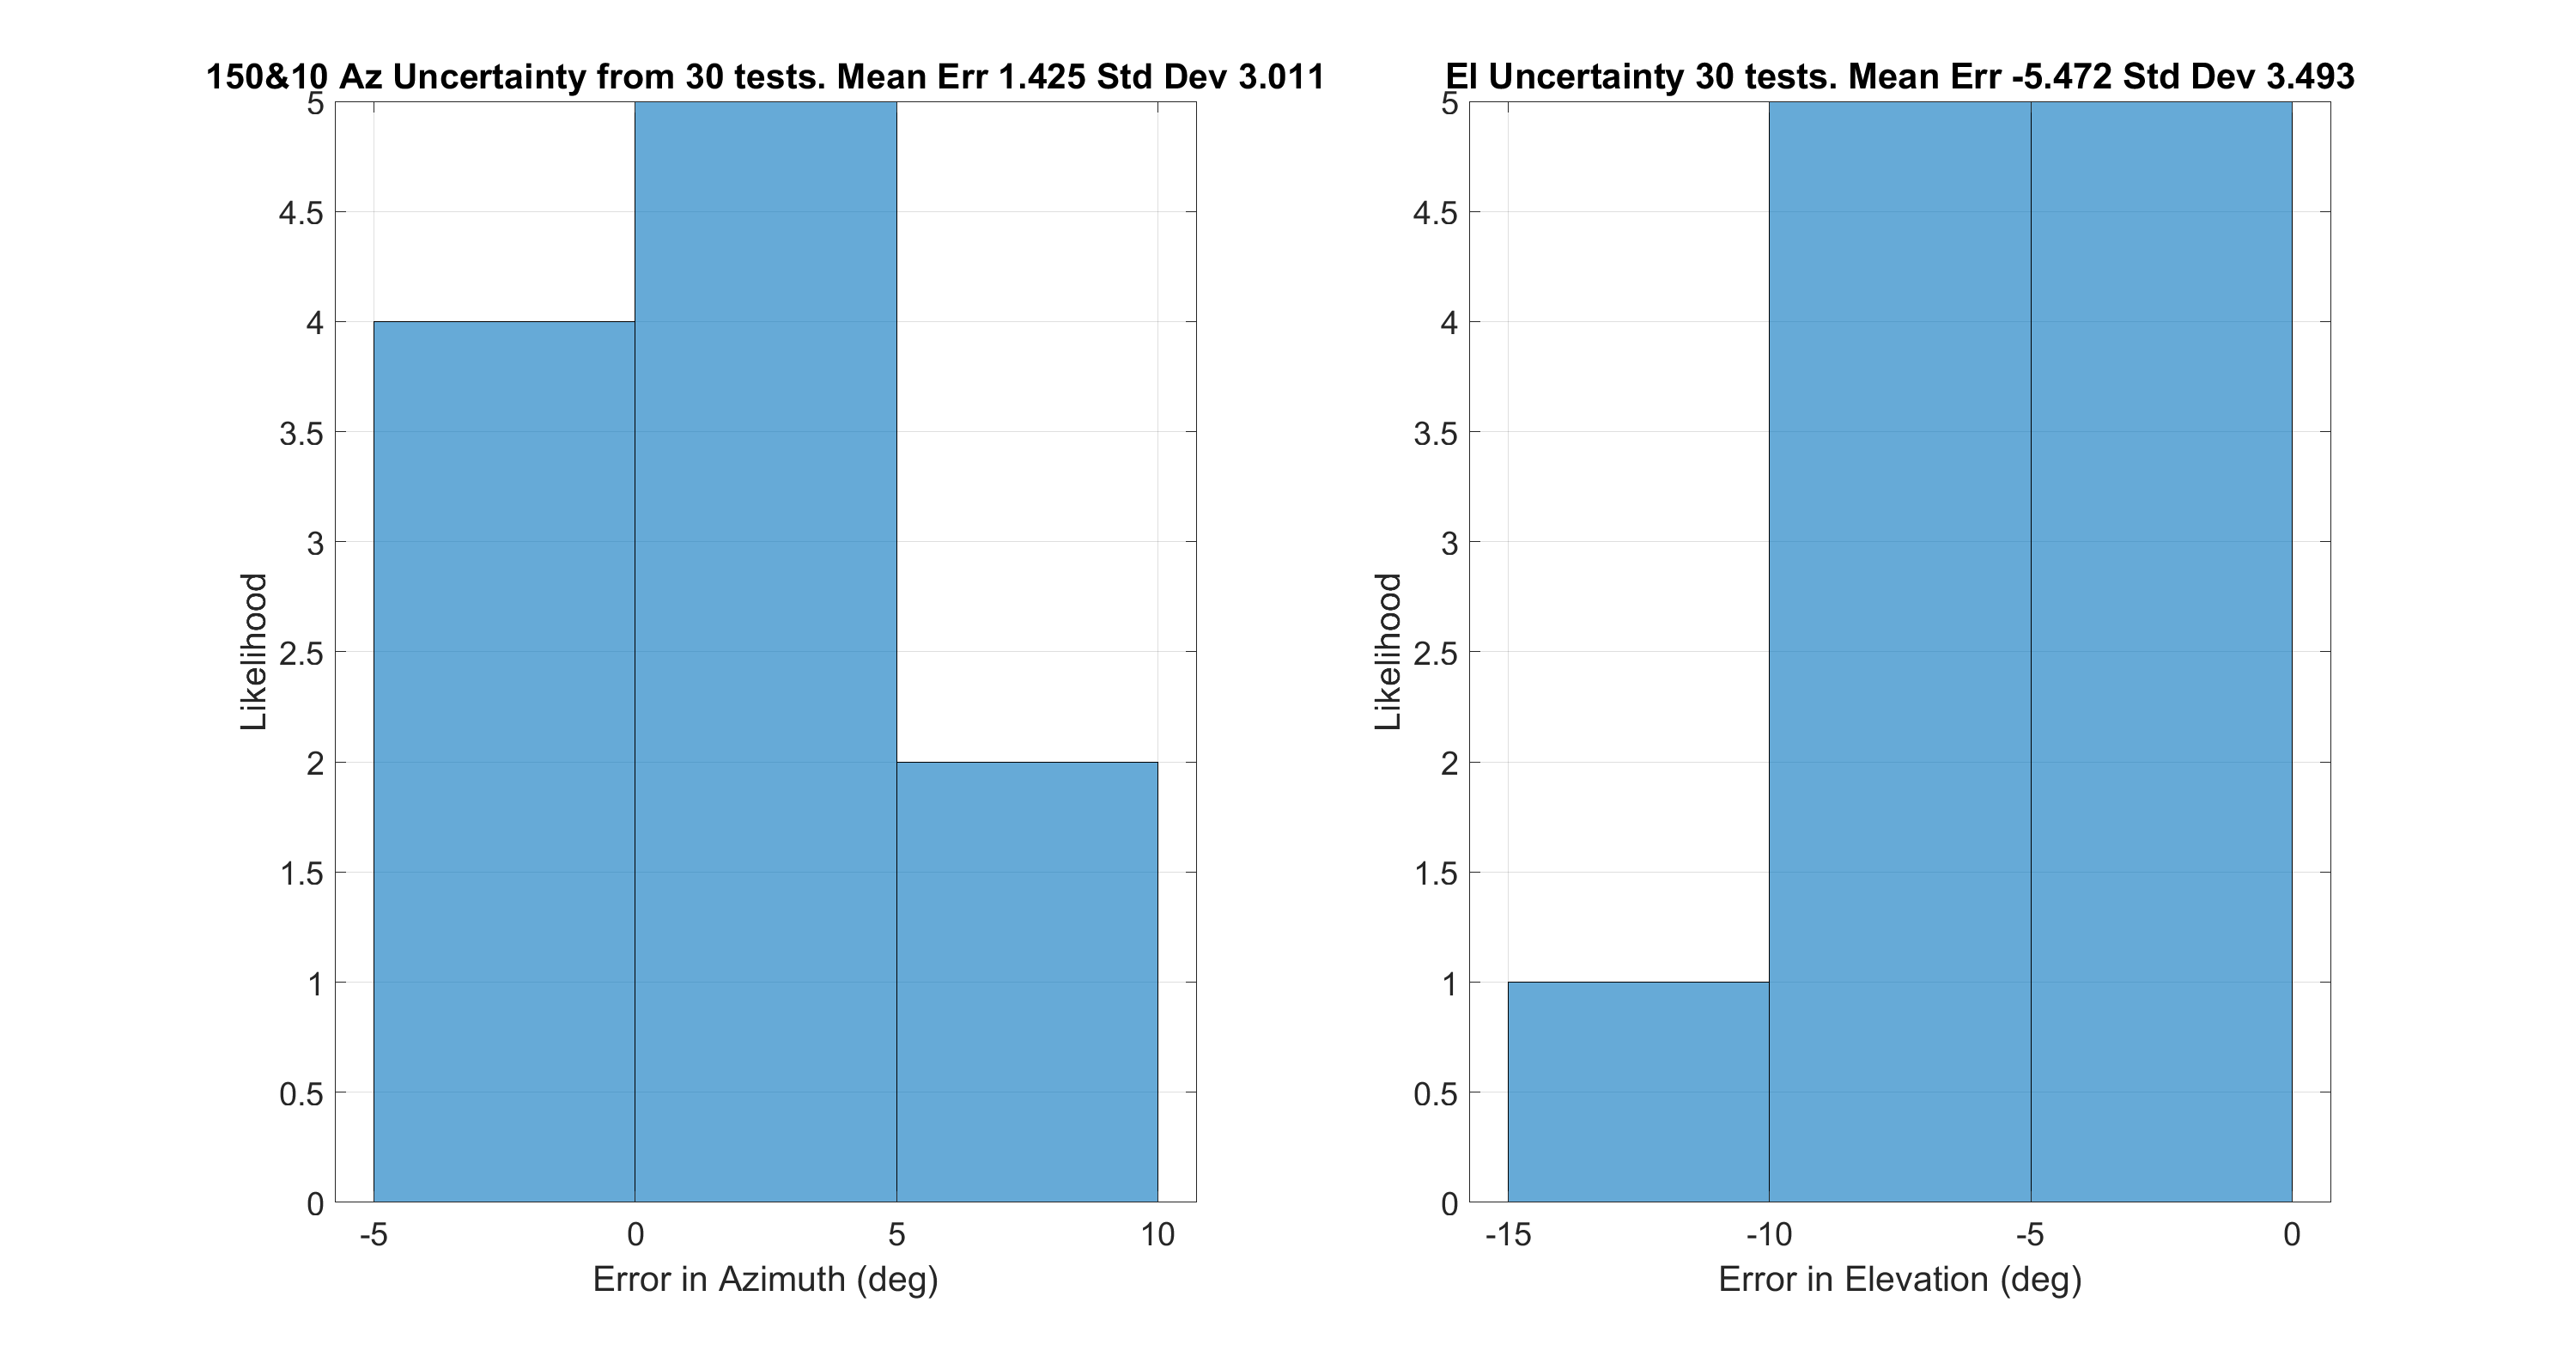 150&10 Az Uncertainty from 30 tests. Mean Err 1.425 Std Dev 3.011
5
4.5
4
3.5
3
2.5
2
1.5
1
0.5
0
Likelihood
-5 0 5 10
Error in Azimuth (deg)
El Uncertainty 30 tests. Mean Err -5.472 Std Dev 3.493
5
4.5
4
3.5
3
2.5
2
1.5
1
0.5
0
Likelihood
-15 -10 -5 0
Error in Elevation (deg)